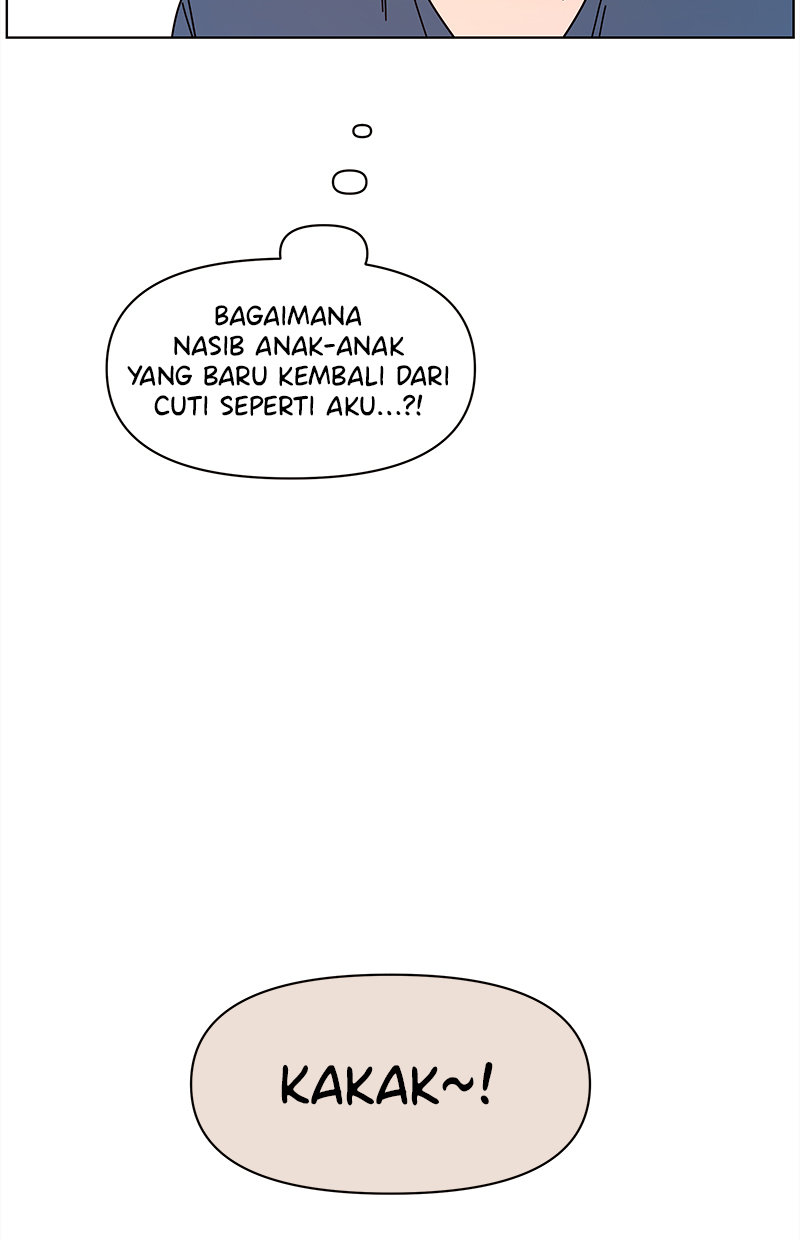 BAGAIMANA
NASIB ANAK-ANAK
YANG BARU KEMBALI DARI
CUTI SEPERTI AKU...?!
KAKAK~!